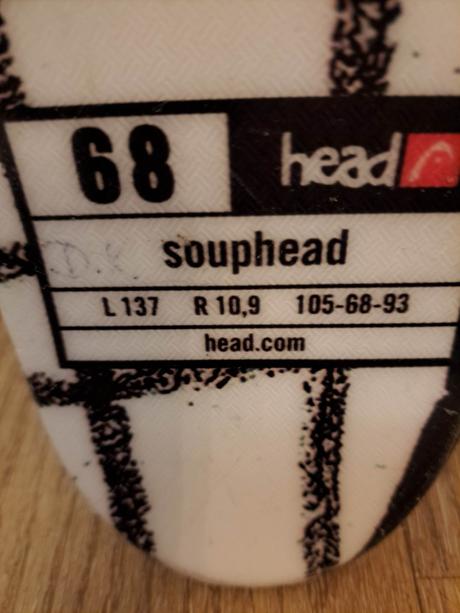 68 head
souphead
L 137 R 10,9 105-68-93
head.com